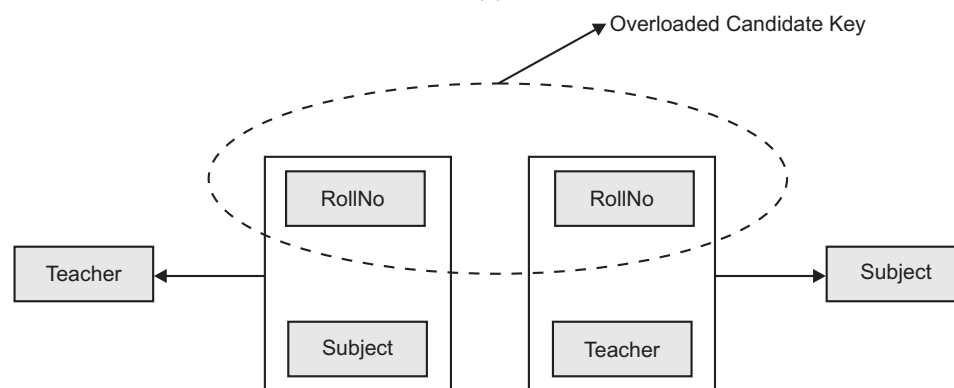 Overloaded Candidate Key
RollNo
RollNo
Teacher
Subject
Subject
Teacher